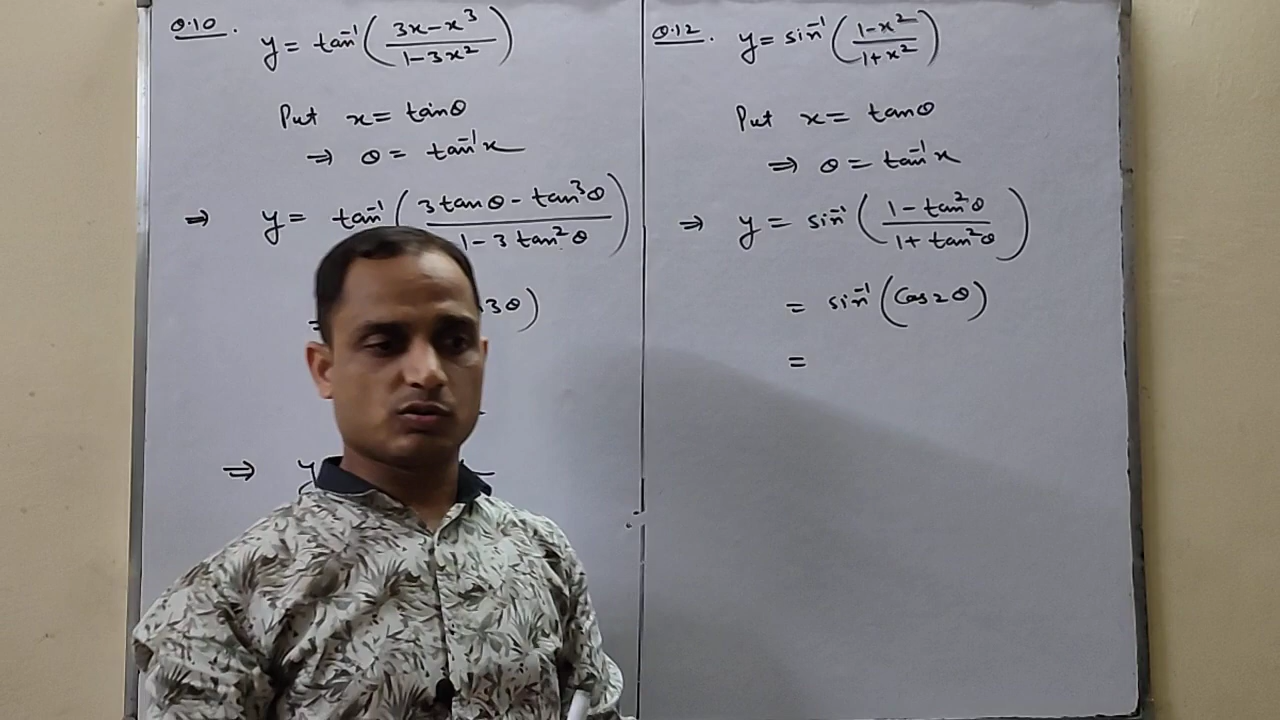 Q.10. y = tan⁻¹((3x-x³)/(1-3x²))
Put x = tanθ
⇒ θ = tan⁻¹x
⇒ y = tan⁻¹((3tanθ - tan³θ)/(1-3tan²θ))
= 3θ)
⇒ y
Q.12. y = sin⁻¹((1-x²)/(1+x²))
Put x = tanθ
⇒ θ = tan⁻¹x
⇒ y = sin⁻¹((1-tan²θ)/(1+tan²θ))
= sin⁻¹(cos2θ)
=